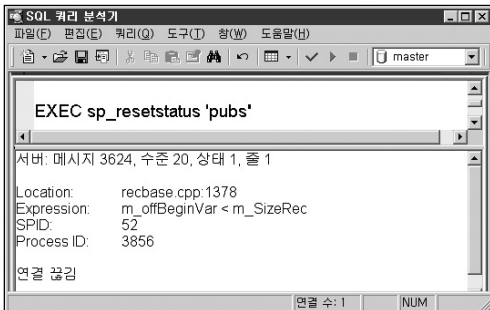 SQL 쿼리 분석기
파일(F) 편집(E) 쿼리(Q) 도구(T) 창(W) 도움말(H)
master
EXEC sp_resetstatus 'pubs'
서버: 메시지 3624, 수준 20, 상태 1, 줄 1
Location: recbase.cpp:1378
Expression: m_offBeginVar < m_SizeRec
SPID: 52
Process ID: 3856
연결 끊김
연결 수: 1 NUM